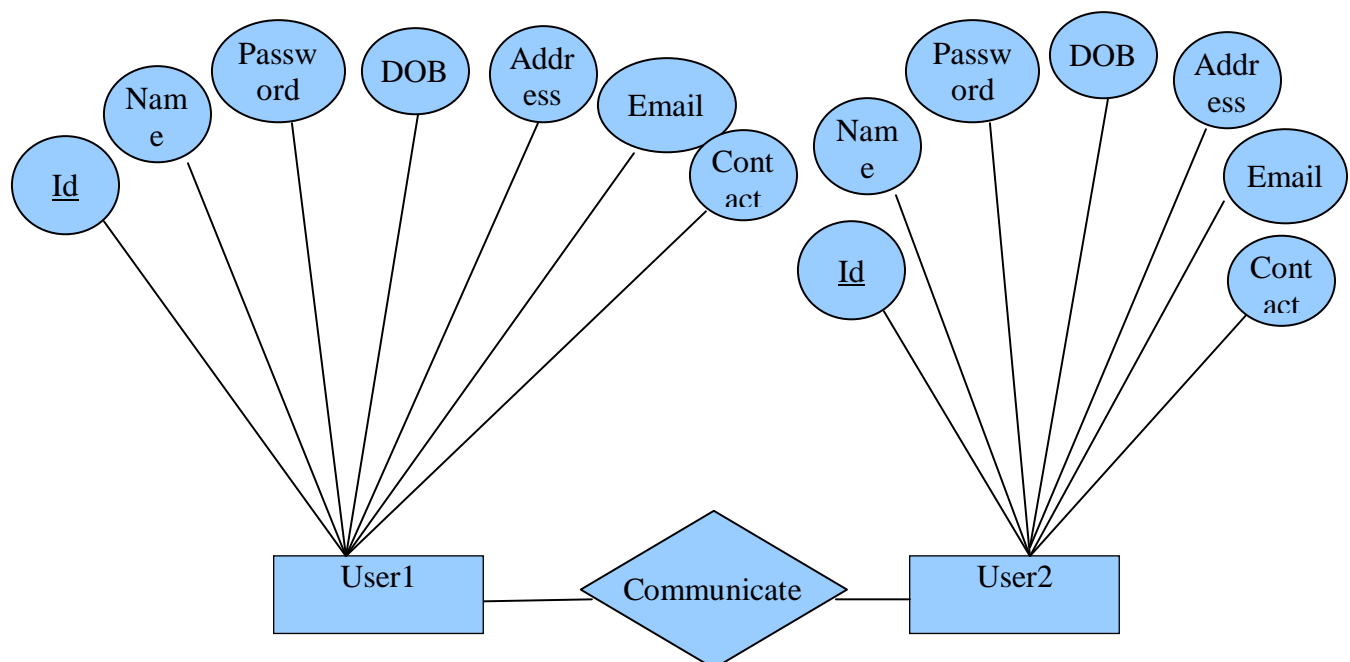 Id
Nam
e
Passw
ord
DOB
Addr
ess
Email
Cont
act
Id
Nam
e
Passw
ord
DOB
Addr
ess
Email
Cont
act
User1
Communicate
User2